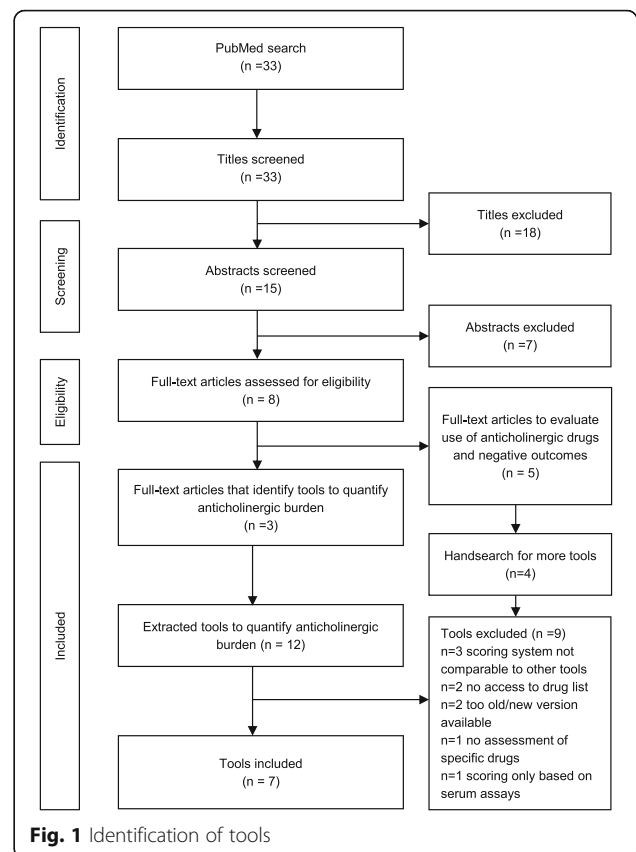 Identification
PubMed search
(n =33)
Titles screened
(n =33)
Titles excluded
(n =18)
Screening
Abstracts screened
(n =15)
Abstracts excluded
(n =7)
Eligibility
Full-text articles assessed for eligibility
(n = 8)
Full-text articles to evaluate
use of anticholinergic drugs
and negative outcomes
(n = 5)
Included
Full-text articles that identify tools to quantify
anticholinergic burden
(n =3)
Handsearch for more tools
(n=4)
Extracted tools to quantify anticholinergic
burden (n = 12)
Tools excluded (n =9)
n=3 scoring system not
comparable to other tools
n=2 no access to drug list
n=2 too old/new version
available
n=1 no assessment of
specific drugs
n=1 scoring only based on
serum assays
Tools included
(n = 7)
Fig. 1 Identification of tools